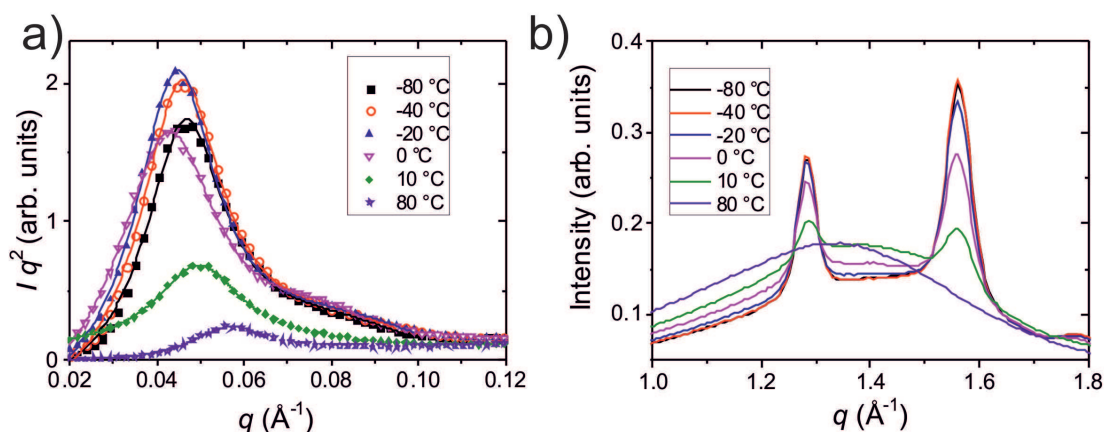 a)
I q² (arb. units)
2
1
0
0.02 0.04 0.06 0.08 0.10 0.12
q (Å⁻¹)
-80 °C
-40 °C
-20 °C
0 °C
10 °C
80 °C
b)
Intensity (arb. units)
0.4
0.3
0.2
0.1
1.0 1.2 1.4 1.6 1.8
q (Å⁻¹)
-80 °C
-40 °C
-20 °C
0 °C
10 °C
80 °C